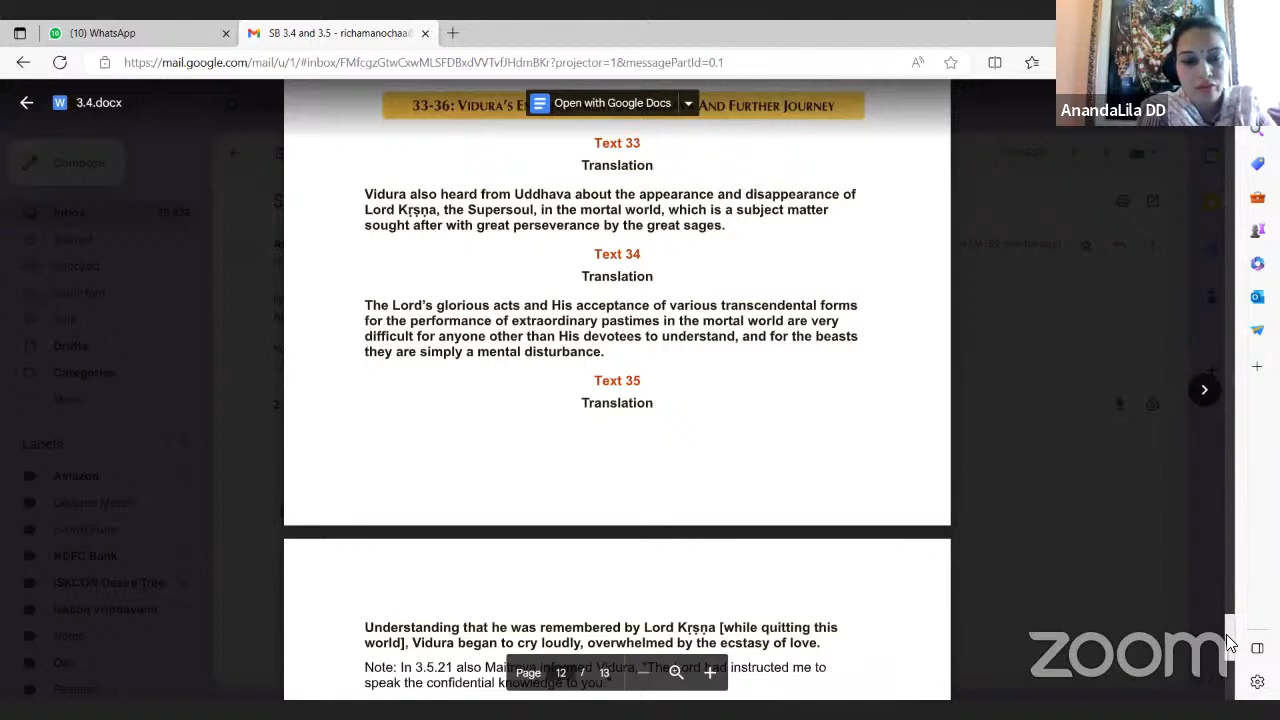 (10) WhatsApp
SB 3.4 and 3.5 - richamanochaa
https://mail.google.com/mail/u/1/#inbox/FMfcgzGtwCxwMLSFDBxdVVTvfJHdmBKr?projector=1&messagePartId=0.1
AnandaLila DD
W 3.4.docx
Open with Google Docs
33-36: VIDURA'S AND FURTHER JOURNEY
Compose
Text 33
Translation
Vidura also heard from Uddhava about the appearance and disappearance of
Lord Kṛṣṇa, the Supersoul, in the mortal world, which is a subject matter
sought after with great perseverance by the great sages.
Inbox
Starred
Snoozed
Text 34
Translation
The Lord's glorious acts and His acceptance of various transcendental forms
for the performance of extraordinary pastimes in the mortal world are very
difficult for anyone other than His devotees to understand, and for the beasts
they are simply a mental disturbance.
Drafts
Categories
More
Text 35
Translation
Labels
Amazon
HDFC Bank
ISKCON Desire Tree
Notes
Understanding that he was remembered by Lord Kṛṣṇa [while quitting this
world], Vidura began to cry loudly, overwhelmed by the ecstasy of love.
Note: In 3.5.21 also Maitreya informed Vidura, "The Lord had instructed me to
speak the confidential knowledge to you."
Page 12 / 13
zoom